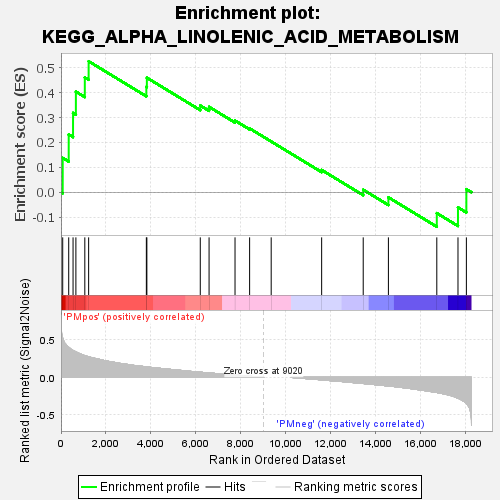 Enrichment plot:
KEGG_ALPHA_LINOLENIC_ACID_METABOLISM
Enrichment score (ES)
0.5
0.4
0.3
0.2
0.1
0.0
-0.1
'PMpos' (positively correlated)
Ranked list metric (Signal2Noise)
0.5
0.0
-0.5
Zero cross at 9020
'PMneg' (negatively correlated)
0 2,000 4,000 6,000 8,000 10,000 12,000 14,000 16,000 18,000
Rank in Ordered Dataset
Enrichment profile Hits Ranking metric scores